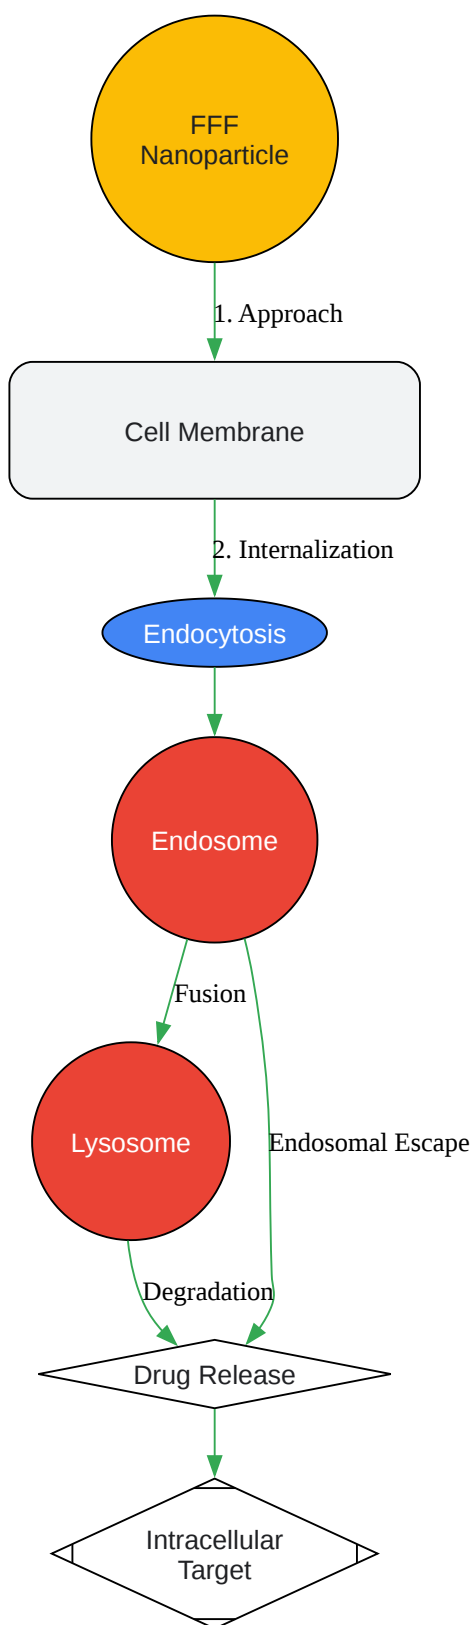 FFF
Nanoparticle
1. Approach
Cell Membrane
2. Internalization
Endocytosis
Endosome
Fusion
Lysosome
Endosomal Escape
Degradation
Drug Release
Intracellular
Target